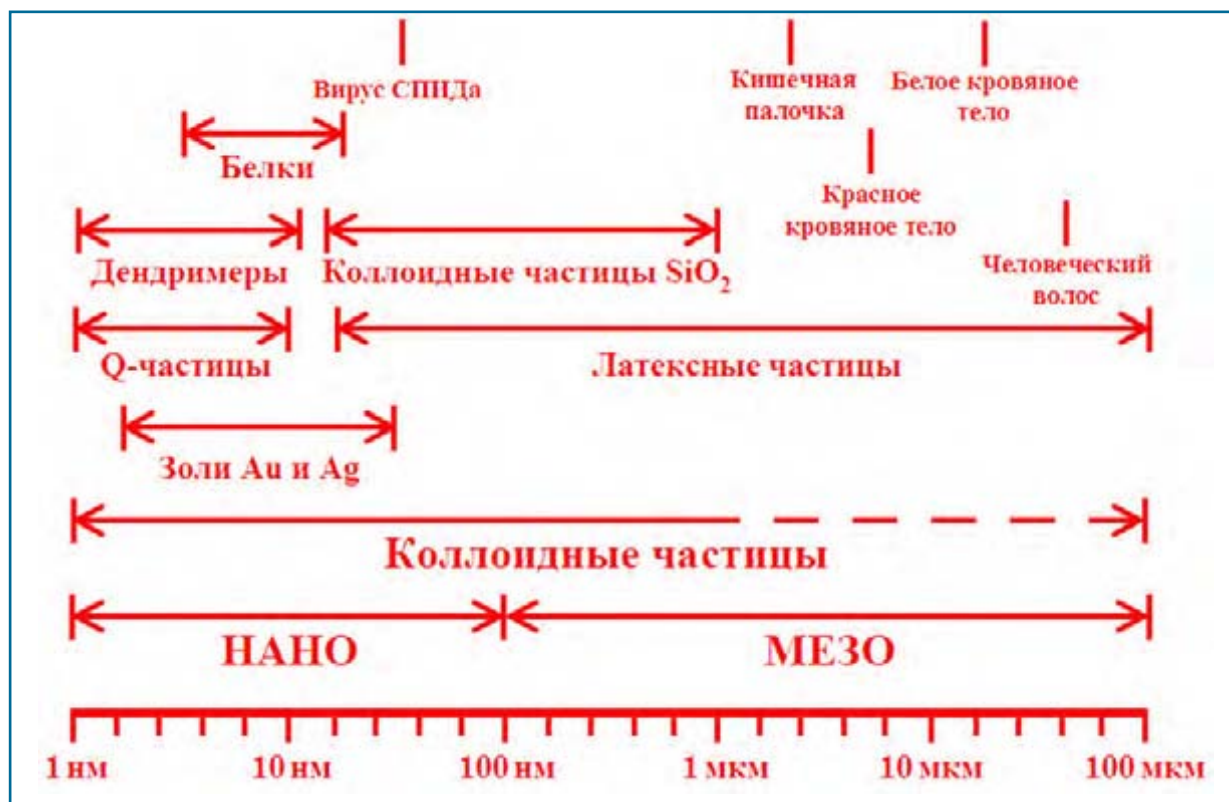 Вирус СПИДа
Кишечная
палочка
Белое кровяное
тело
Белки
Красное
кровяное тело
Дендримеры
Коллоидные частицы SiO₂
Человеческий
волос
Q-частицы
Латексные частицы
Золи Au и Ag
Коллоидные частицы
НАНО
МЕЗО
1 нм
10 нм
100 нм
1 мкм
10 мкм
100 мкм